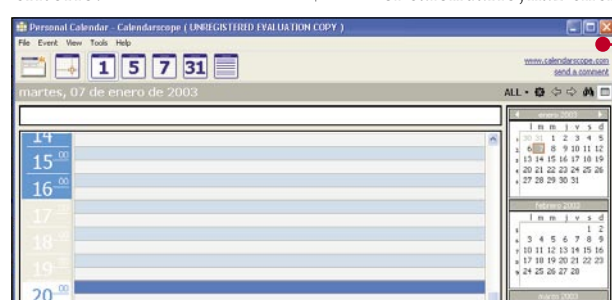 Personal Calendar - Calendarscope ( UNREGISTERED EVALUATION COPY )
File Event View Tools Help
www.calendarscope.com
send a comment
1 5 7 31
martes, 07 de enero de 2003
ALL
14
15 00
16 00
17
18
19
20 00
enero 2003
l m m j v s d
30 31 1 2 3 4 5
6 7 8 9 10 11 12
13 14 15 16 17 18 19
20 21 22 23 24 25 26
27 28 29 30 31
febrero 2003
l m m j v s d
1 2
3 4 5 6 7 8 9
10 11 12 13 14 15 16
17 18 19 20 21 22 23
24 25 26 27 28
marzo 2003